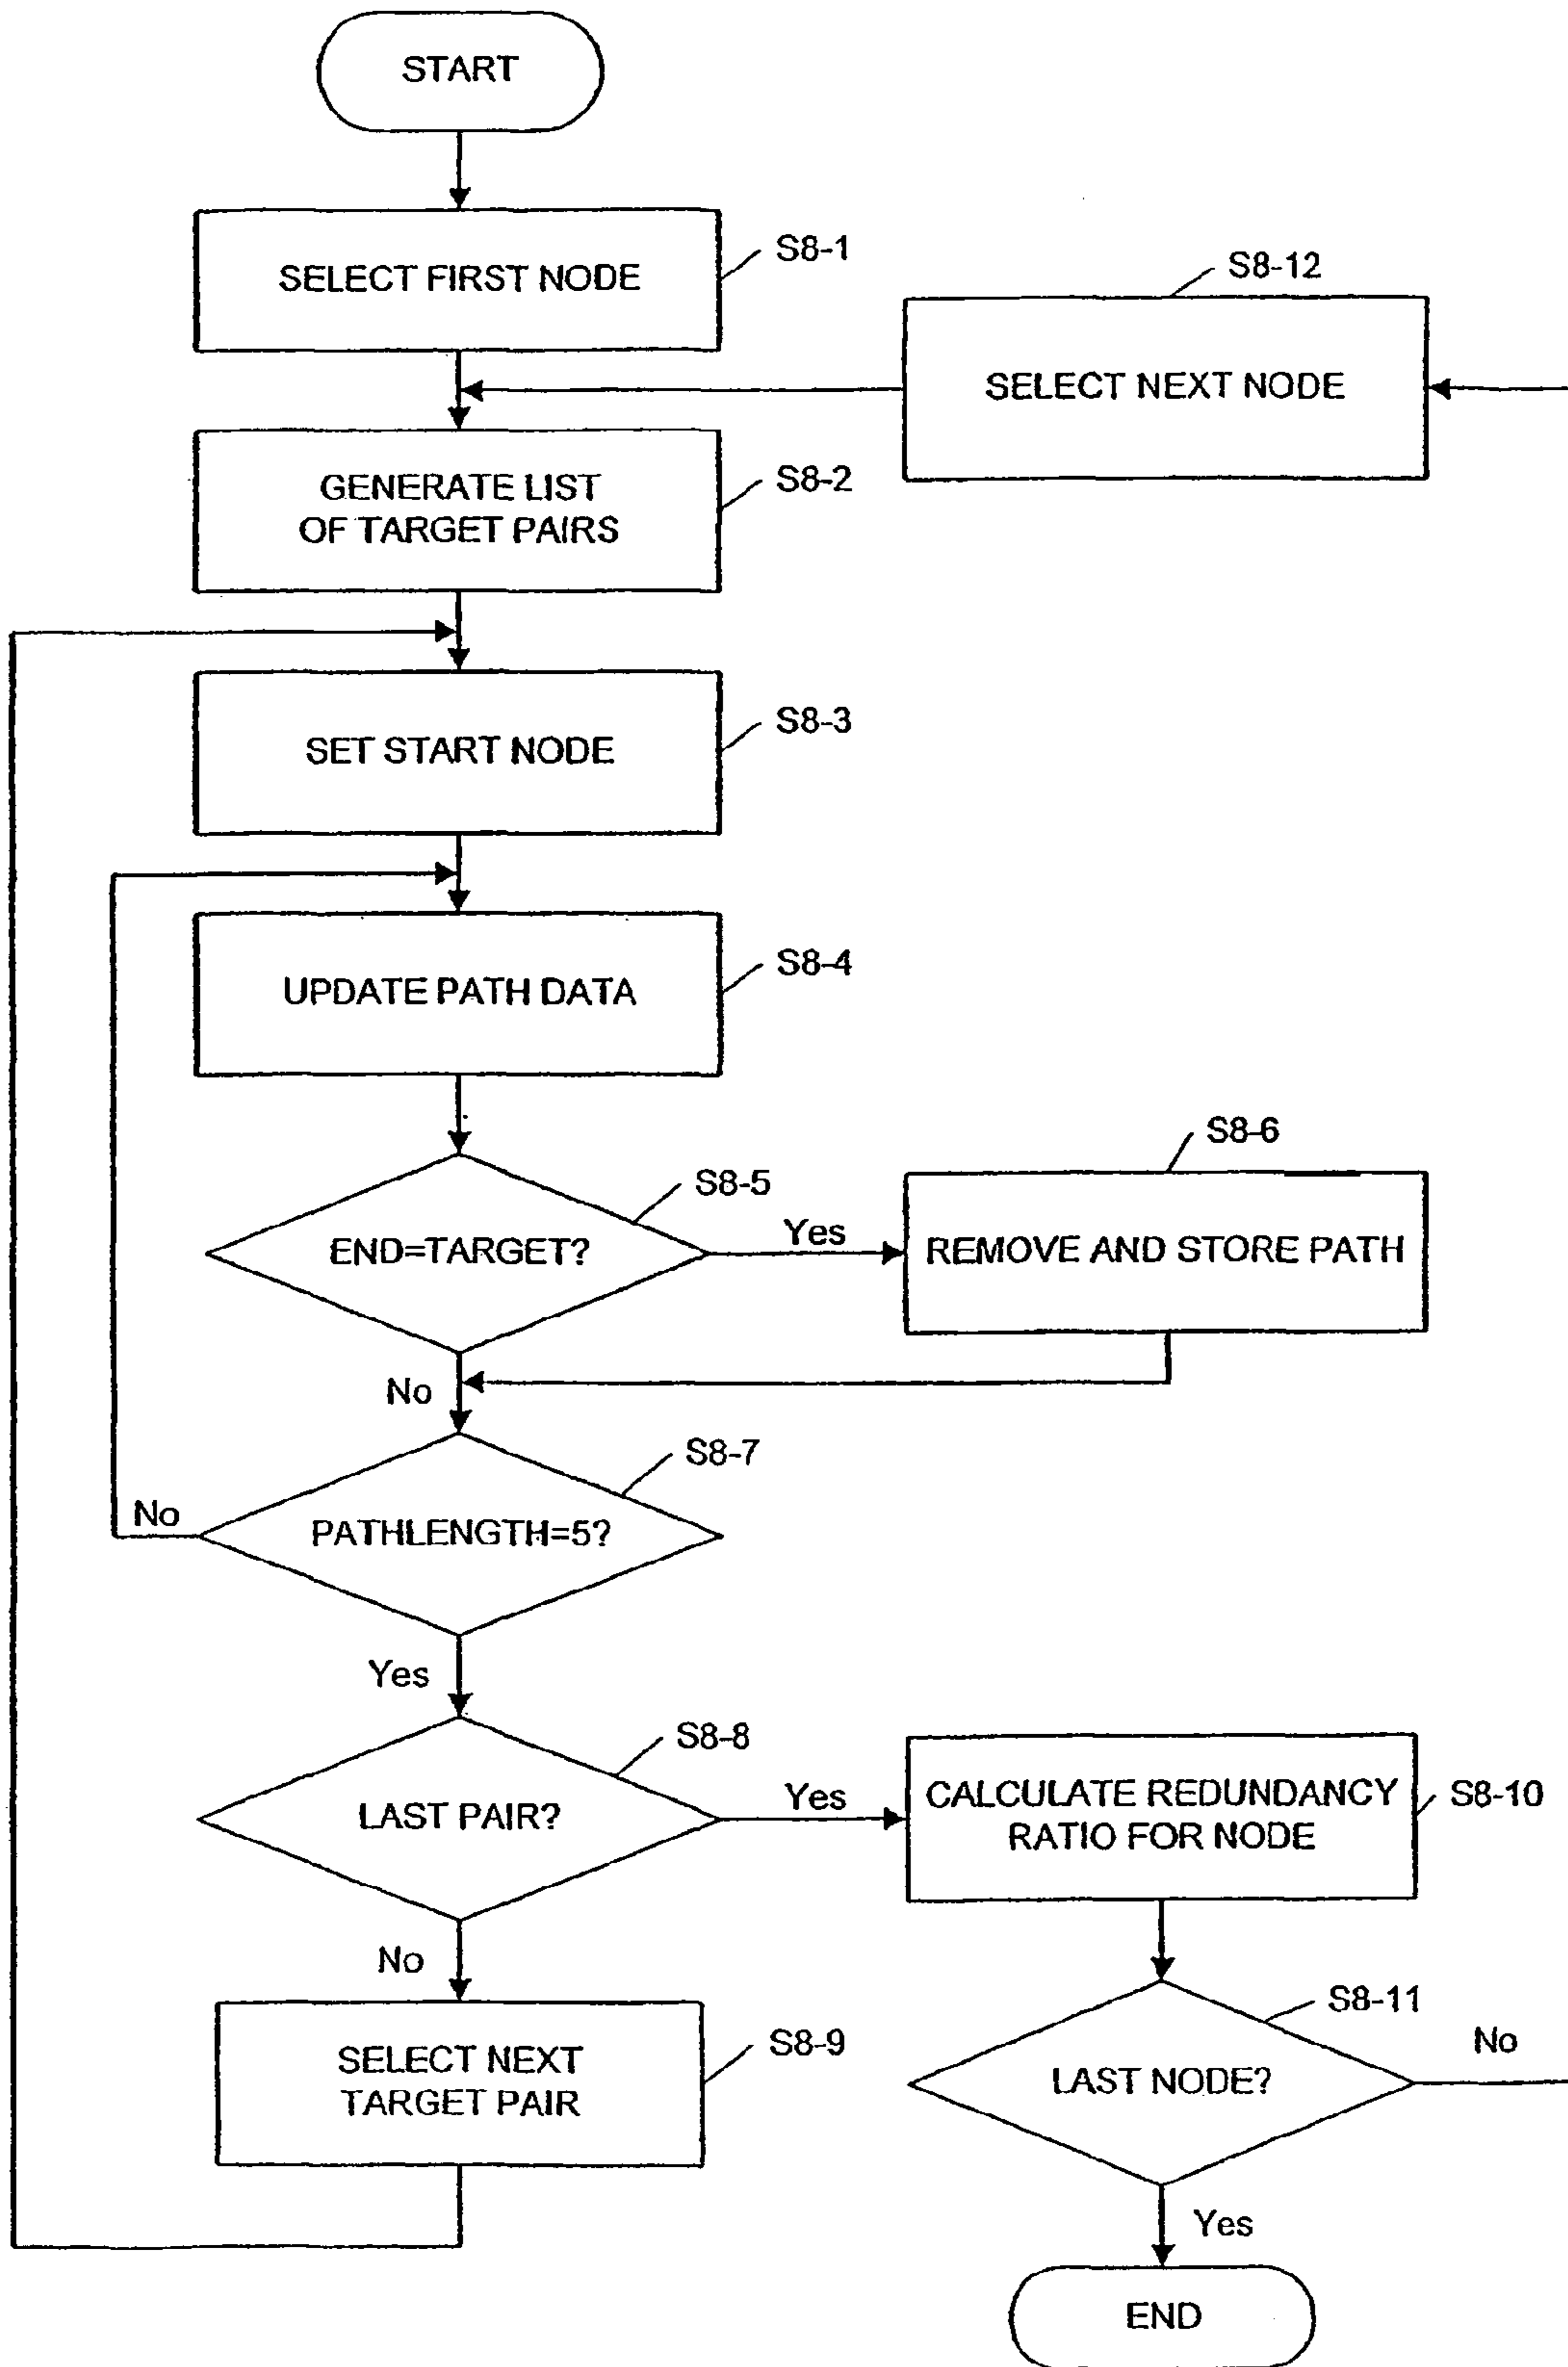 START
SELECT FIRST NODE
S8-1
S8-12
SELECT NEXT NODE
GENERATE LIST
OF TARGET PAIRS
S8-2
SET START NODE
S8-3
UPDATE PATH DATA
S8-4
END=TARGET?
S8-5
Yes
S8-6
REMOVE AND STORE PATH
No
S8-7
PATHLENGTH=5?
No
Yes
S8-8
LAST PAIR?
Yes
CALCULATE REDUNDANCY
RATIO FOR NODE
S8-10
No
SELECT NEXT
TARGET PAIR
S8-9
S8-11
LAST NODE?
No
Yes
END